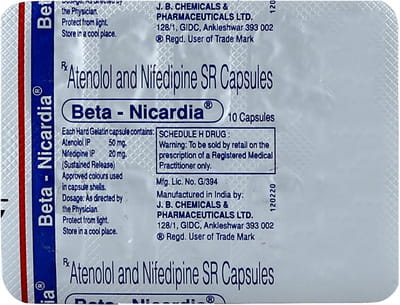 Dosage: As directed by
the Physician.
Protect from light.
Store in a cool place.
J. B. CHEMICALS &
PHARMACEUTICALS LTD.
128/1, GIDC, Ankleshwar 393 002
® Regd. User of Trade Mark
Rx Atenolol and Nifedipine SR Capsules
Beta - Nicardia® 10 Capsules
Each Hard Gelatin capsule contains:
Atenolol IP 50 mg.
Nifedipine IP 20 mg.
(Sustained Release)
Approved colours used
in capsule shells.
Dosage: As directed by
the Physician
Protect from light.
Store in a cool place.
SCHEDULE H DRUG :
Warning: To be sold by retail on the
prescription of a Registered Medical
Practitioner only.
Mfg. Lic. No. G/394
Manufactured in India by:
J. B. CHEMICALS &
PHARMACEUTICALS LTD.
128/1, GIDC, Ankleshwar 393 002
® Regd. User of Trade Mark
120220
Rx Atenolol and Nifedipine SR Capsules
Beta - Nicardia®
Beta - Nicardia®